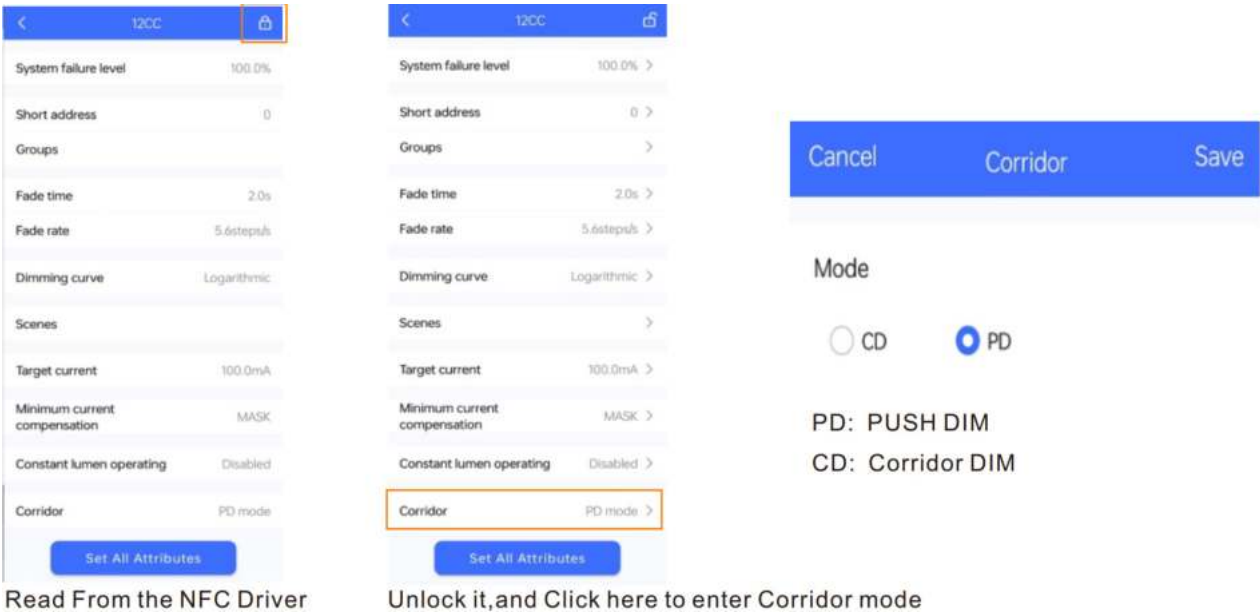 12CC
System failure level 100.0%
Short address 0
Groups
Fade time 2.0s
Fade rate 5.6steps/s
Dimming curve Logarithmic
Scenes
Target current 100.0mA
Minimum current
compensation MASK
Constant lumen operating Disabled
Corridor PD mode
Set All Attributes
Read From the NFC Driver
12CC
System failure level 100.0%
Short address 0
Groups
Fade time 2.0s
Fade rate 5.6steps/s
Dimming curve Logarithmic
Scenes
Target current 100.0mA
Minimum current
compensation MASK
Constant lumen operating Disabled
Corridor PD mode
Set All Attributes
Unlock it,and Click here to enter Corridor mode
Cancel Corridor Save
Mode
CD PD
PD: PUSH DIM
CD: Corridor DIM